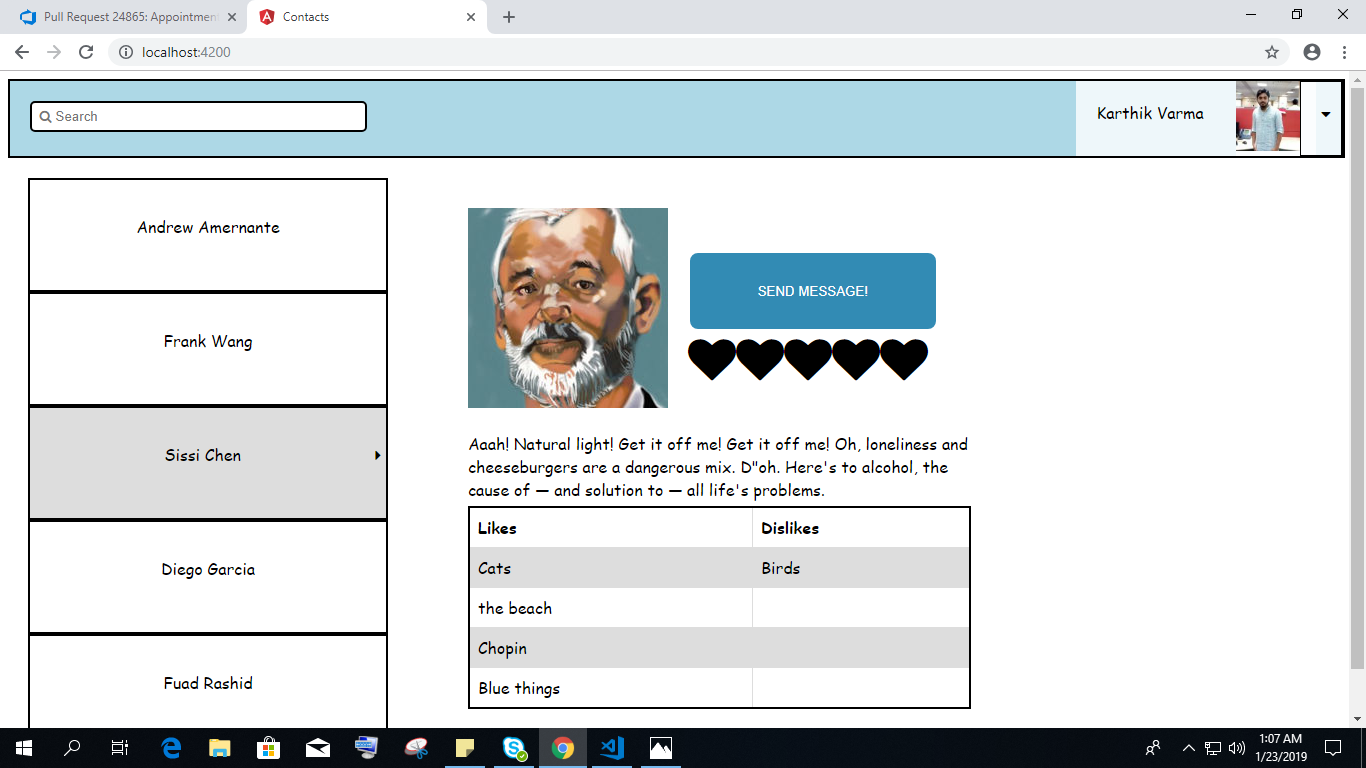 Pull Request 24865: Appointment
Contacts
localhost:4200
Search
Karthik Varma
Andrew Amernante
Frank Wang
Sissi Chen
Diego Garcia
Fuad Rashid
SEND MESSAGE!
Aaah! Natural light! Get it off me! Get it off me! Oh, loneliness and
cheeseburgers are a dangerous mix. D"oh. Here's to alcohol, the
cause of — and solution to — all life's problems.
Likes Dislikes
Cats Birds
the beach
Chopin
Blue things
1:07 AM
1/23/2019